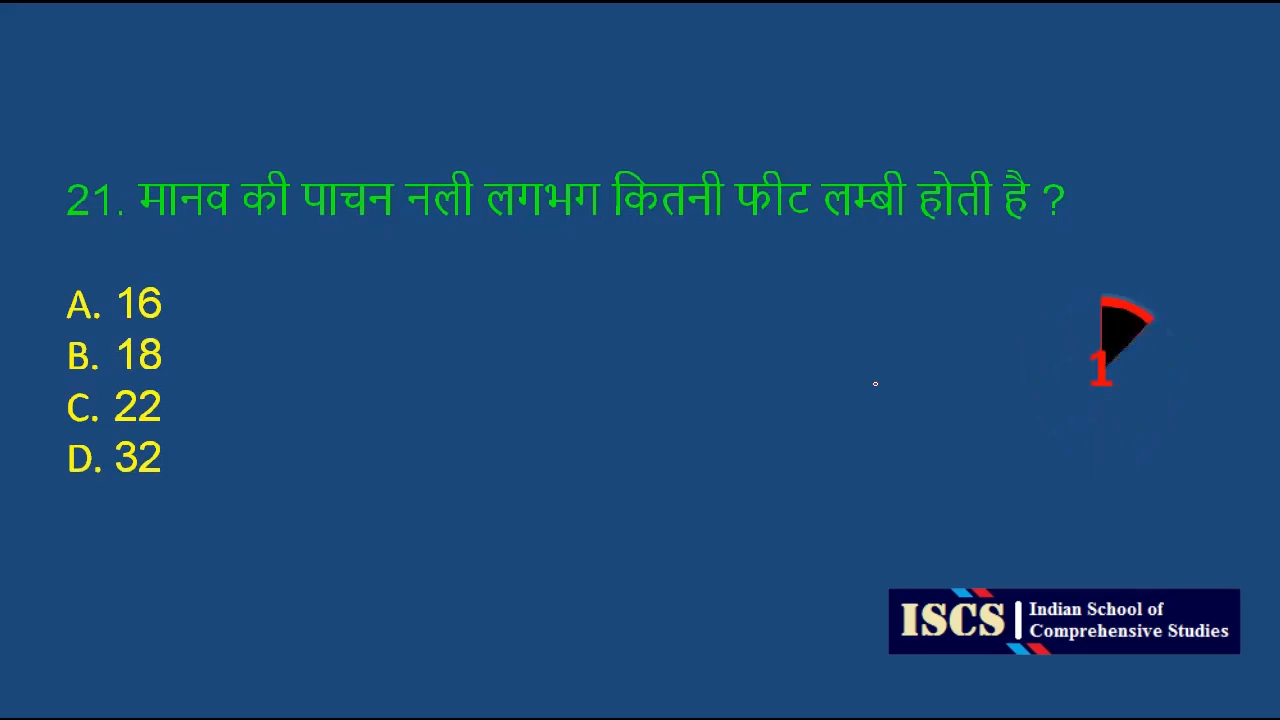 21. मानव की पाचन नली लगभग कितनी फीट लम्बी होती है ?
A. 16
B. 18
C. 22
D. 32
1
ISCS
Indian School of
Comprehensive Studies